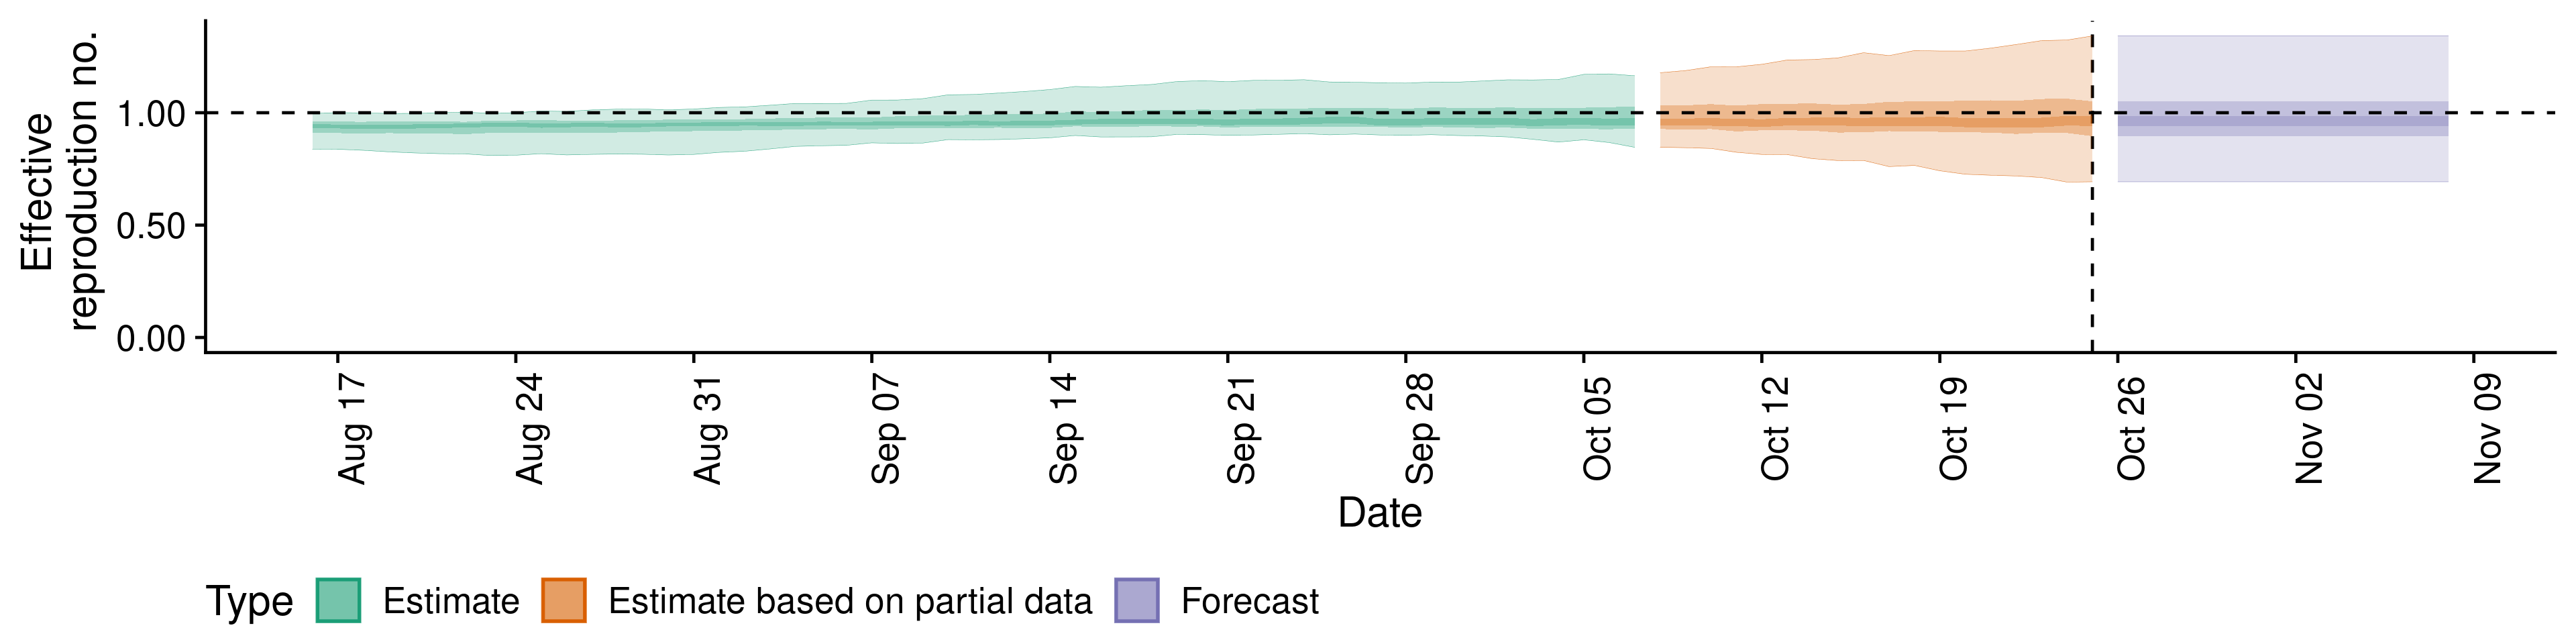 Effective
reproduction no.
1.00
0.50
0.00
Aug 17
Aug 24
Aug 31
Sep 07
Sep 14
Sep 21
Sep 28
Oct 05
Oct 12
Oct 19
Oct 26
Nov 02
Nov 09
Date
Type Estimate Estimate based on partial data Forecast